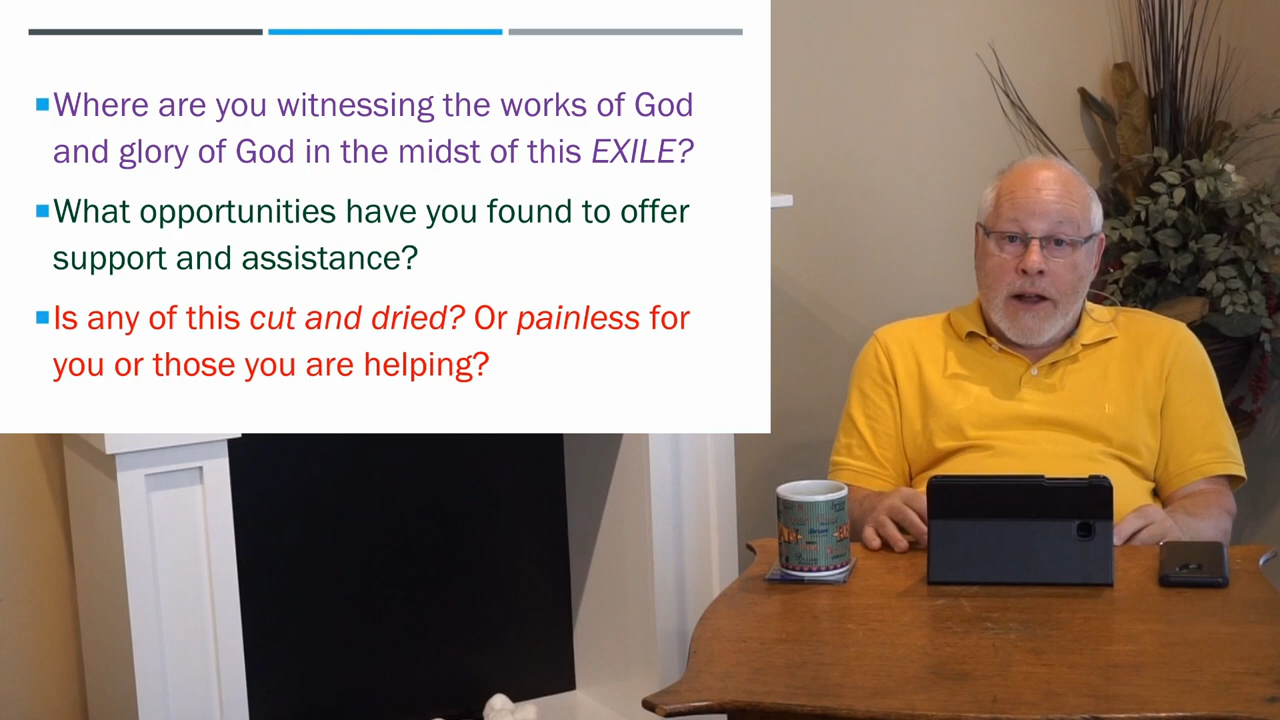 Where are you witnessing the works of God
and glory of God in the midst of this EXILE?
What opportunities have you found to offer
support and assistance?
Is any of this cut and dried? Or painless for
you or those you are helping?